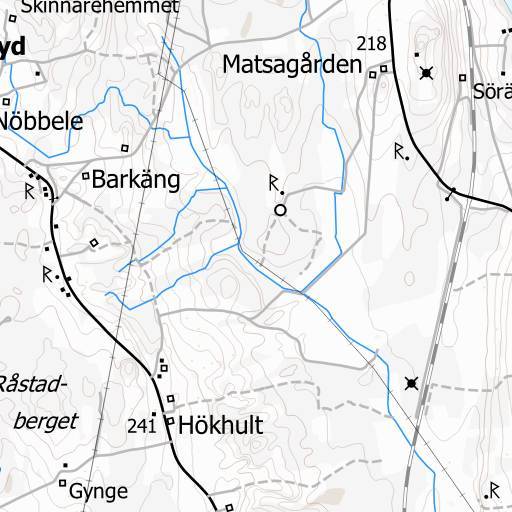 Skinnarehemmet
yd
218
Matsagården
Sörä
Nöbbele
R
Barkäng
R
R
R
Råstad-
berget
241
Hökhult
Gynge
R